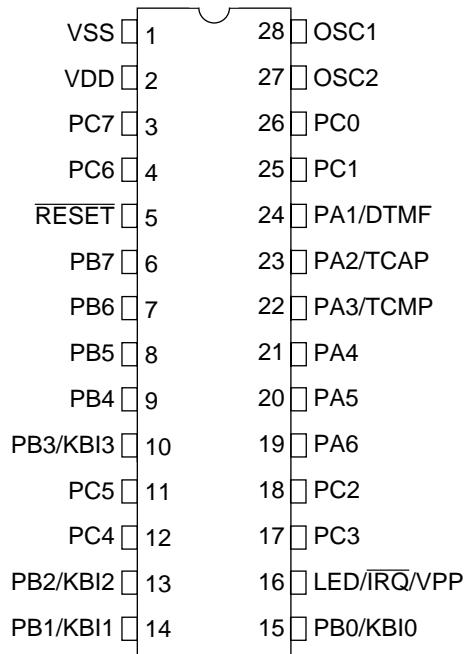 VSS 1 28 OSC1
VDD 2 27 OSC2
PC7 3 26 PC0
PC6 4 25 PC1
RESET 5 24 PA1/DTMF
PB7 6 23 PA2/TCAP
PB6 7 22 PA3/TCMP
PB5 8 21 PA4
PB4 9 20 PA5
PB3/KBI3 10 19 PA6
PC5 11 18 PC2
PC4 12 17 PC3
PB2/KBI2 13 16 LED/IRQ/VPP
PB1/KBI1 14 15 PB0/KBI0